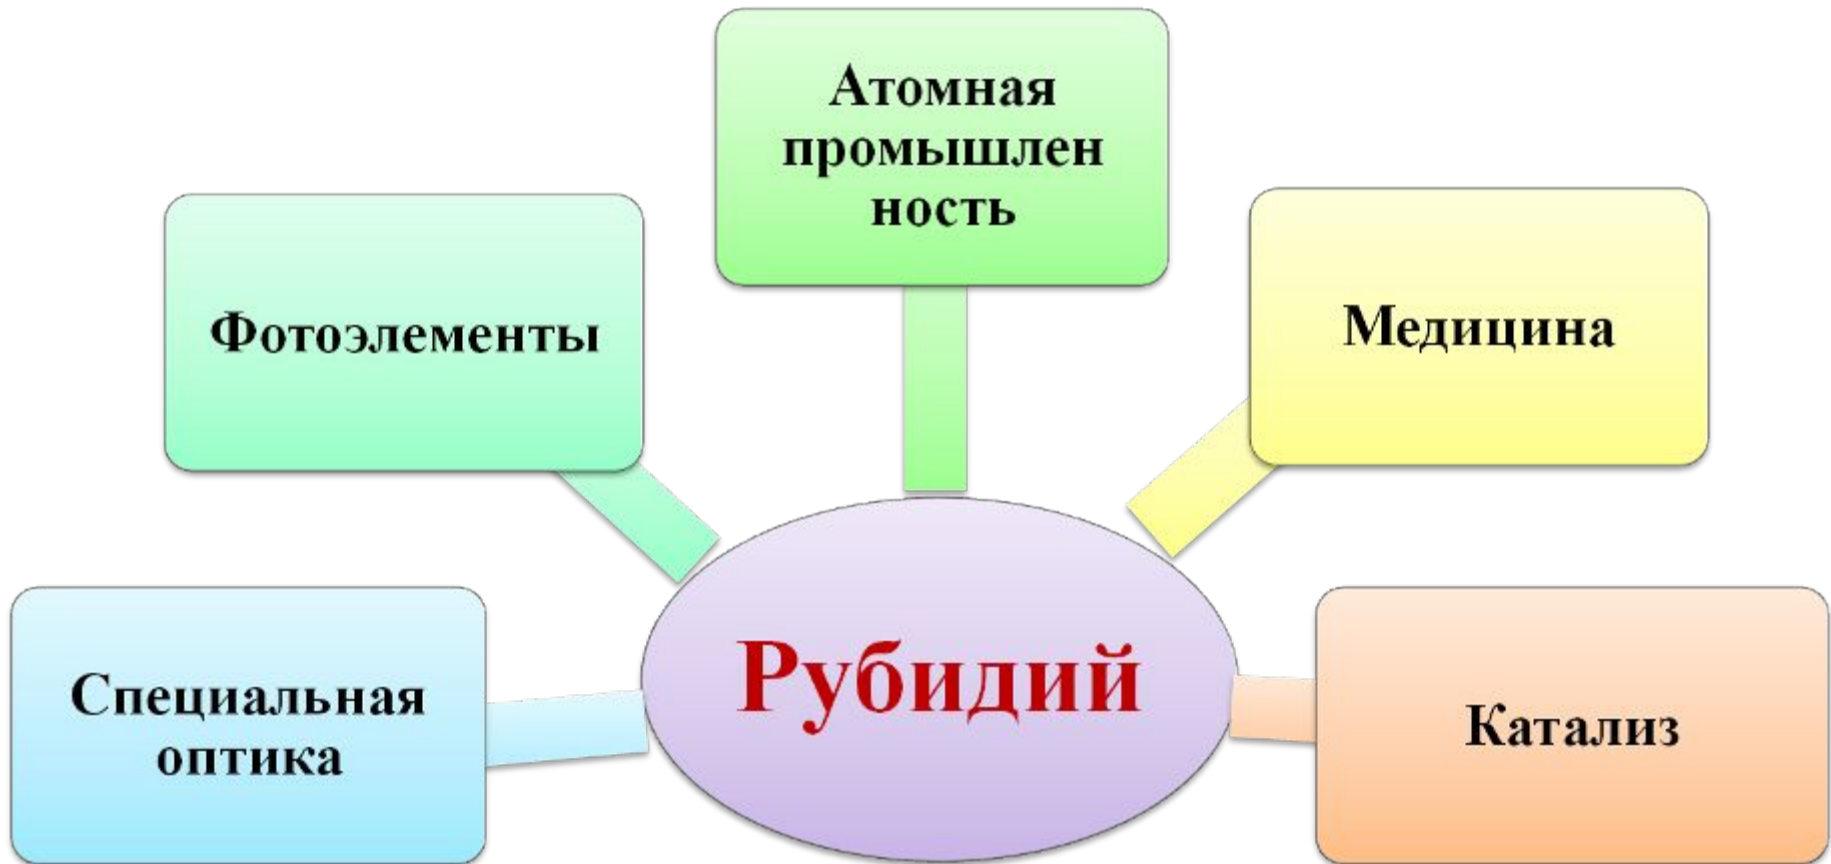 Атомная
промышлен
ность
Фотоэлементы
Медицина
Специальная
оптика
Рубидий
Катализ